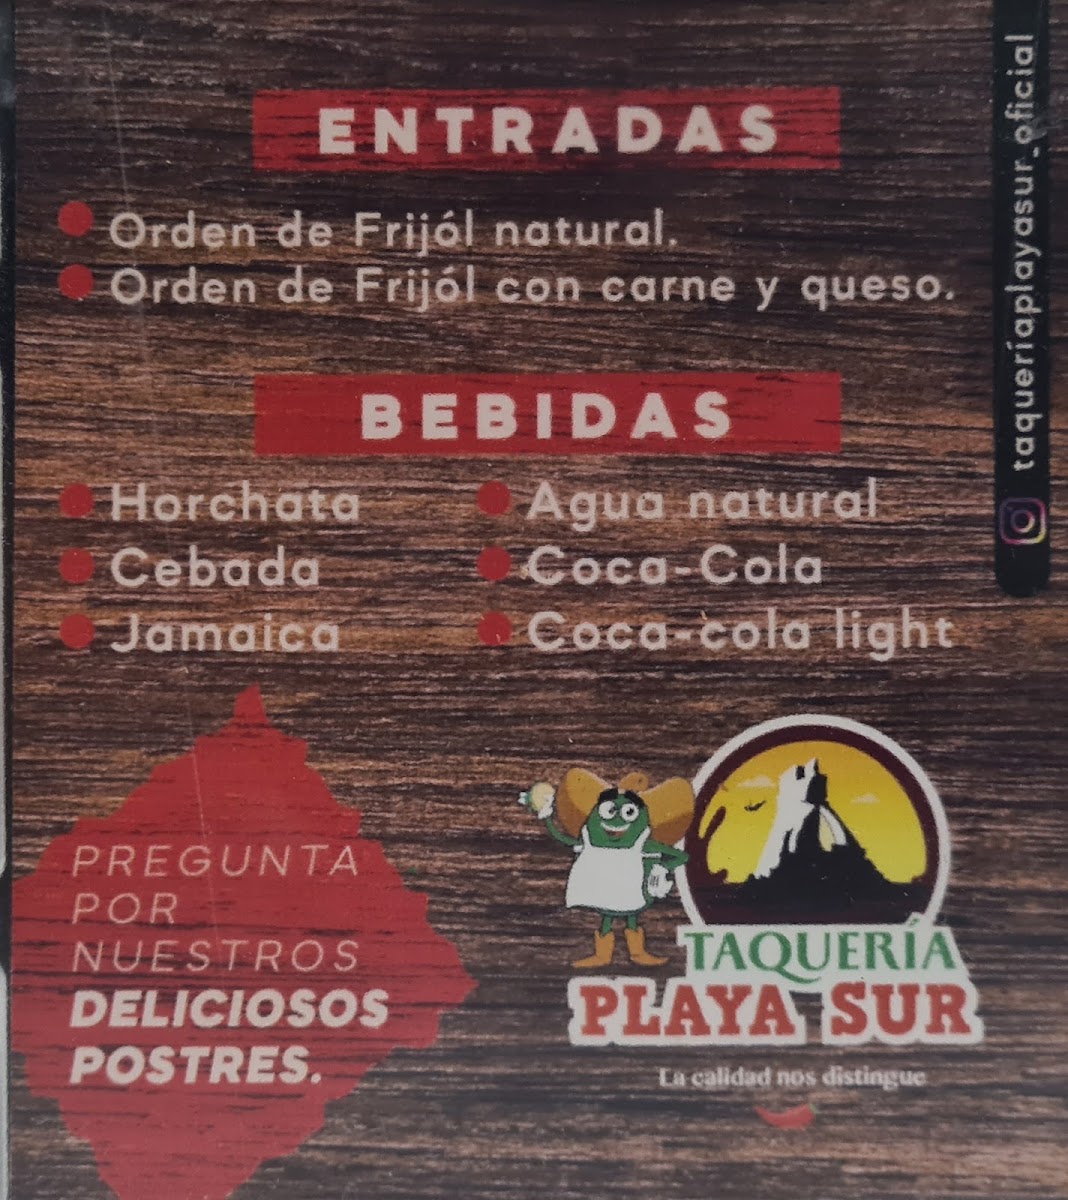 ENTRADAS
Orden de Frijól natural.
Orden de Frijól con carne y queso.
BEBIDAS
Horchata
Cebada
Jamaica
Agua natural
Coca-Cola
Coca-cola light
PREGUNTA
POR
NUESTROS
DELICIOSOS
POSTRES.
TAQUERÍA
PLAYA SUR
La calidad nos distingue
taqueríaplayasur_oficial